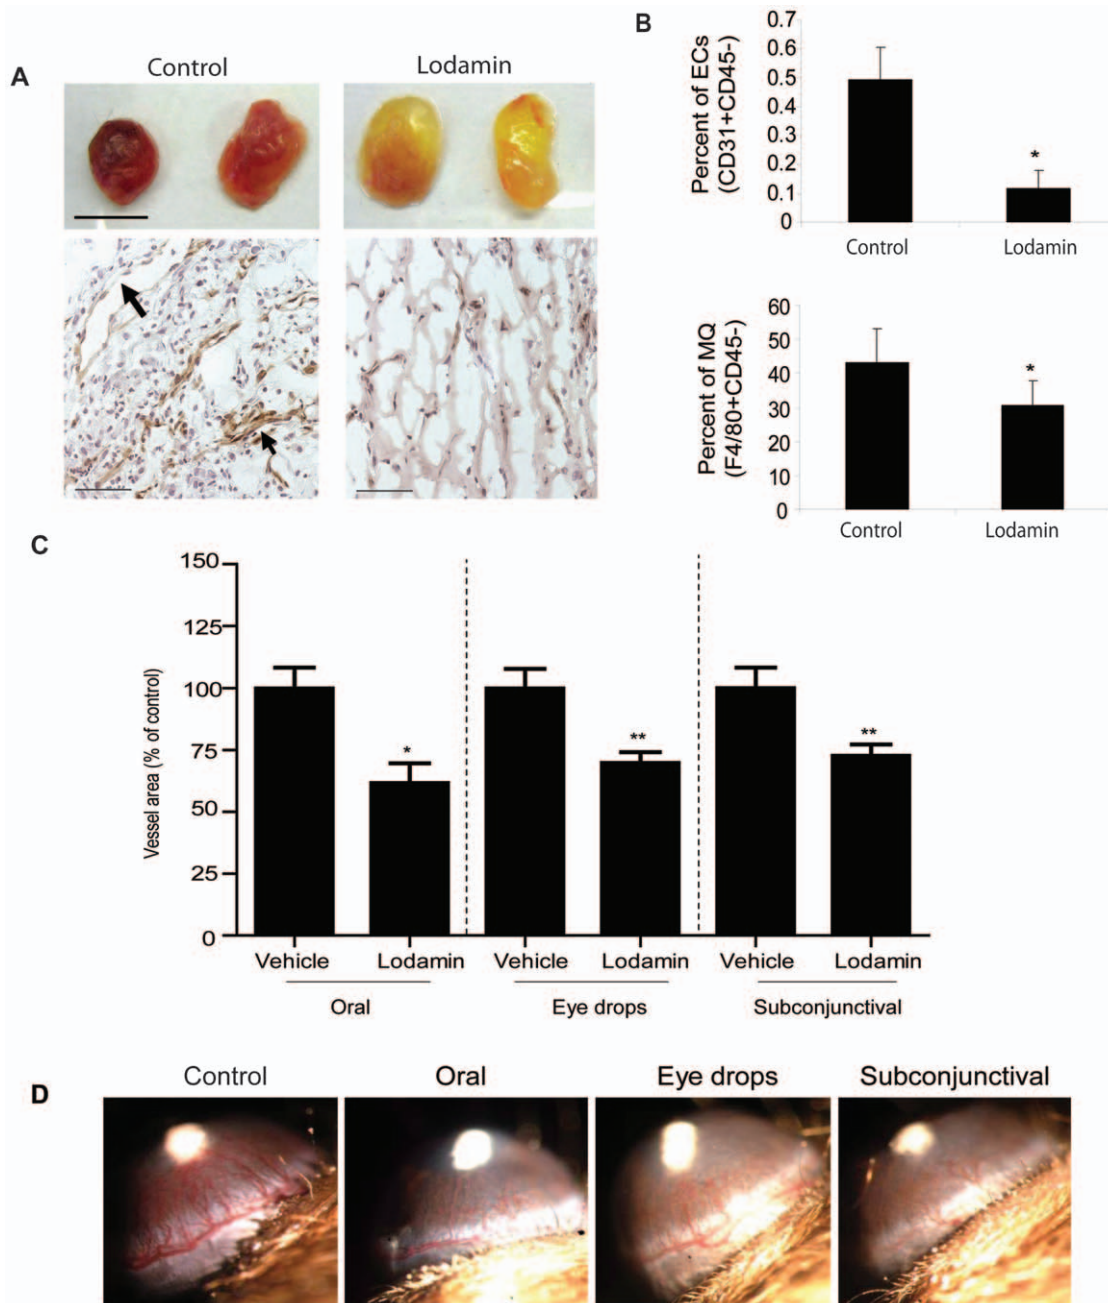 A
Control
Lodamin
B
Percent of ECs
(CD31+CD45-)
0.7
0.6
0.5
0.4
0.3
0.2
0.1
0
*
Control
Lodamin
Percent of MQ
(F4/80+CD45-)
60
50
40
30
20
10
0
*
Control
Lodamin
C
Vessel area (% of control)
150
125
100
75
50
25
0
*
**
**
Vehicle
Lodamin
Vehicle
Lodamin
Vehicle
Lodamin
Oral
Eye drops
Subconjunctival
D
Control
Oral
Eye drops
Subconjunctival